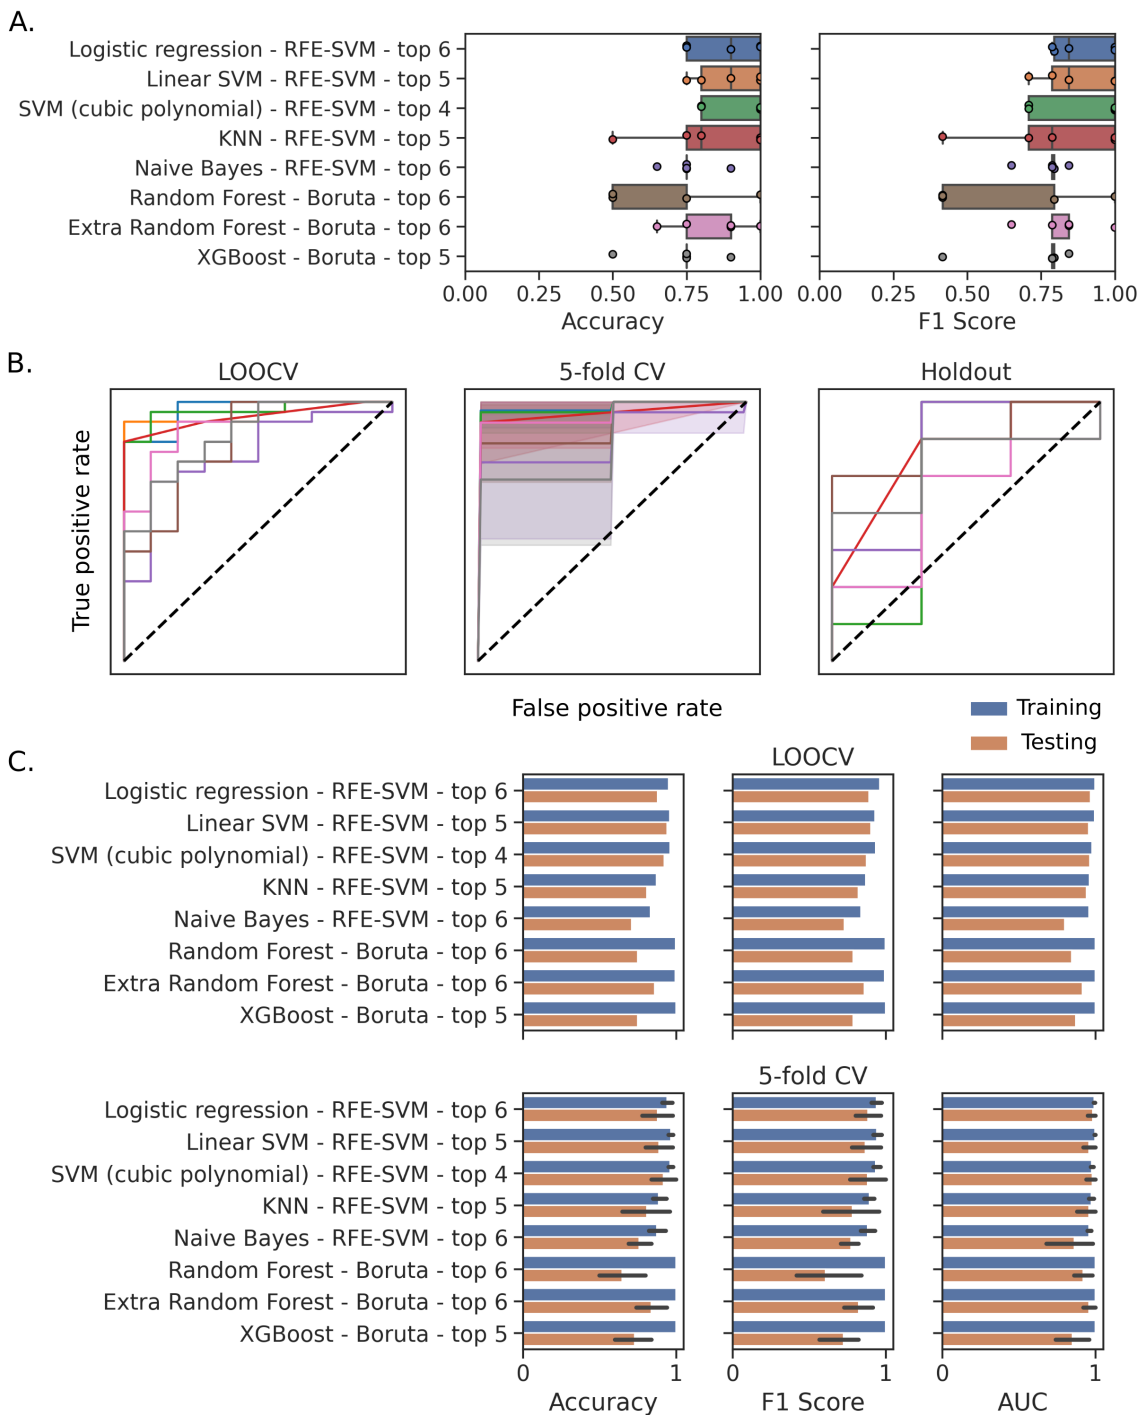 A.
Logistic regression - RFE-SVM - top 6
Linear SVM - RFE-SVM - top 5
SVM (cubic polynomial) - RFE-SVM - top 4
KNN - RFE-SVM - top 5
Naive Bayes - RFE-SVM - top 6
Random Forest - Boruta - top 6
Extra Random Forest - Boruta - top 6
XGBoost - Boruta - top 5
0.00 0.25 0.50 0.75 1.00
Accuracy
0.00 0.25 0.50 0.75 1.00
F1 Score
B.
LOOCV
5-fold CV
Holdout
True positive rate
False positive rate
Training
Testing
C.
LOOCV
Logistic regression - RFE-SVM - top 6
Linear SVM - RFE-SVM - top 5
SVM (cubic polynomial) - RFE-SVM - top 4
KNN - RFE-SVM - top 5
Naive Bayes - RFE-SVM - top 6
Random Forest - Boruta - top 6
Extra Random Forest - Boruta - top 6
XGBoost - Boruta - top 5
5-fold CV
Logistic regression - RFE-SVM - top 6
Linear SVM - RFE-SVM - top 5
SVM (cubic polynomial) - RFE-SVM - top 4
KNN - RFE-SVM - top 5
Naive Bayes - RFE-SVM - top 6
Random Forest - Boruta - top 6
Extra Random Forest - Boruta - top 6
XGBoost - Boruta - top 5
0 1
Accuracy
0 1
F1 Score
0 1
AUC